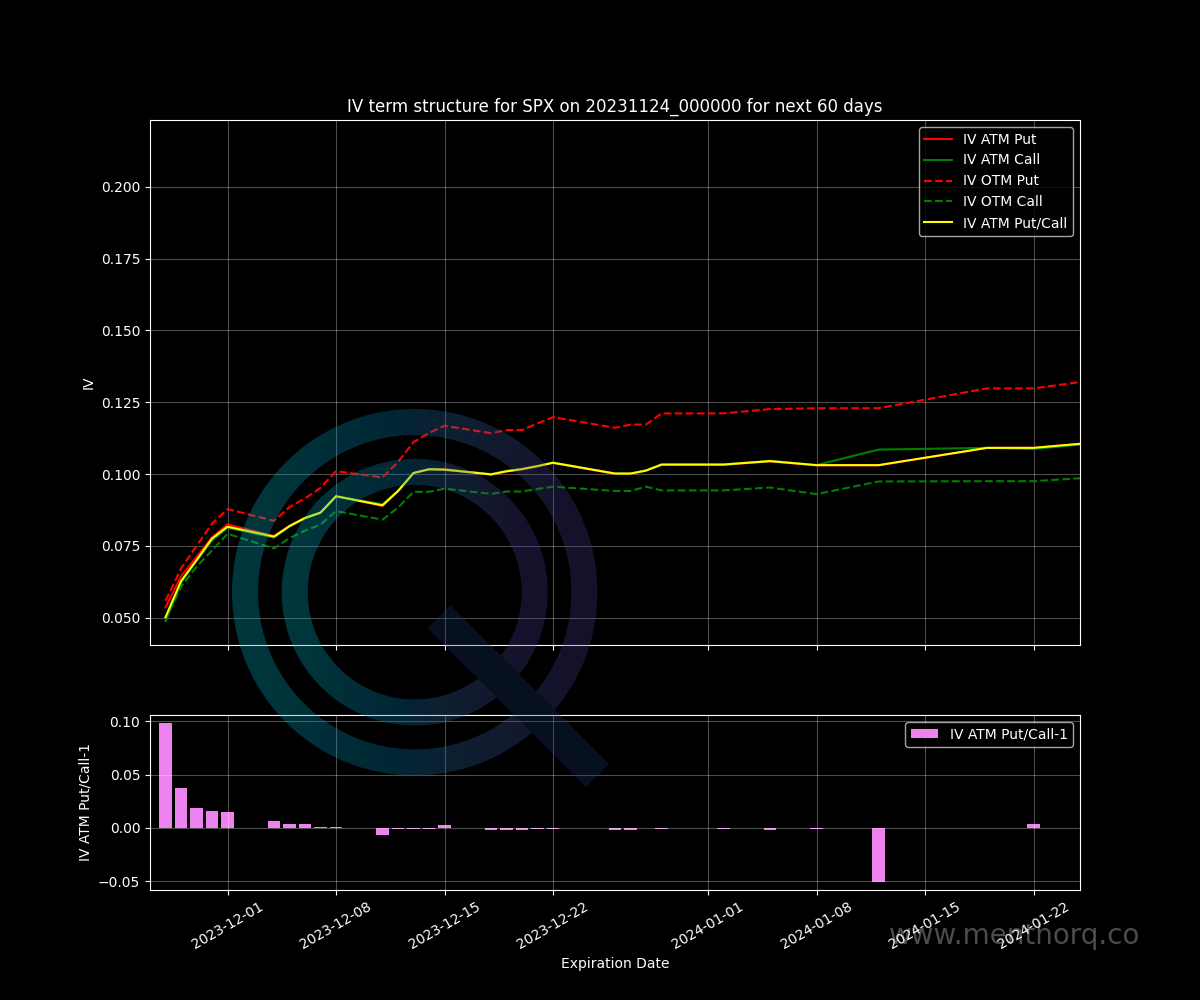 IV term structure for SPX on 20231124_000000 for next 60 days
IV ATM Put
IV ATM Call
IV OTM Put
IV OTM Call
IV ATM Put/Call
0.200
0.175
0.150
0.125
0.100
0.075
0.050
IV
IV ATM Put/Call-1
0.10
0.05
0.00
−0.05
IV ATM Put/Call-1
2023-12-01
2023-12-08
2023-12-15
2023-12-22
2024-01-01
2024-01-08
2024-01-15
2024-01-22
www.menthorq.co
Expiration Date